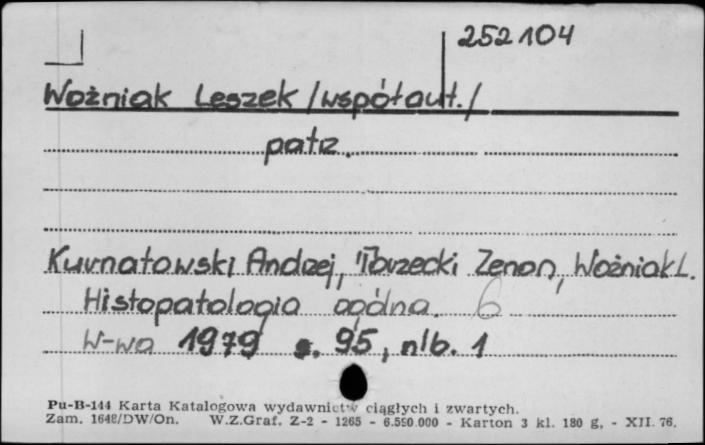 252104
Woźniak Leszek /współaut./
patrz.
Kurnatowski Andrzej, Torzecki Zenon, Woźniak L.
Histopatologia ogólna. 6
W-wa 1979 s. 95, nlb. 1
Pu-B-144 Karta Katalogowa wydawnictw ciągłych i zwartych.
Zam. 1648/DW/On. W.Z.Graf. Z-2 - 1265 - 6.590.000 - Karton 3 kl. 180 g, - XII. 76.